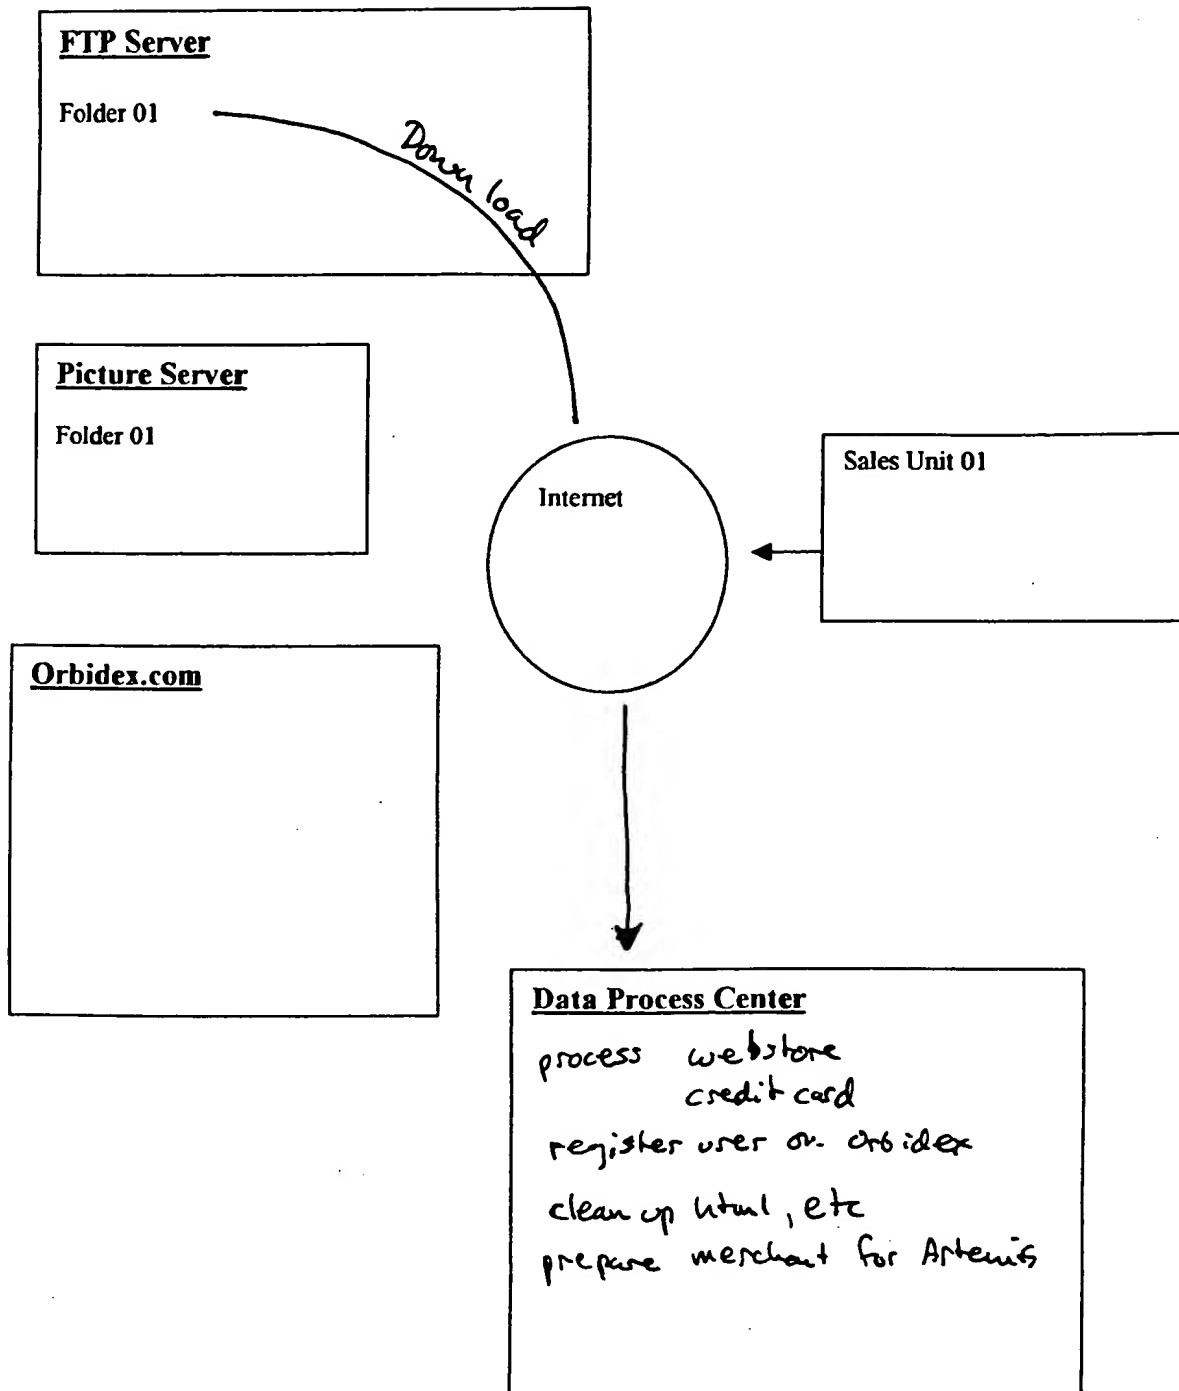 FTP Server
Folder 01
Down load
Picture Server
Folder 01
Internet
Sales Unit 01
Orbidex.com
Data Process Center
process webstore
credit card
register user on Orbidex
clean up html, etc
prepare merchant for Artemis